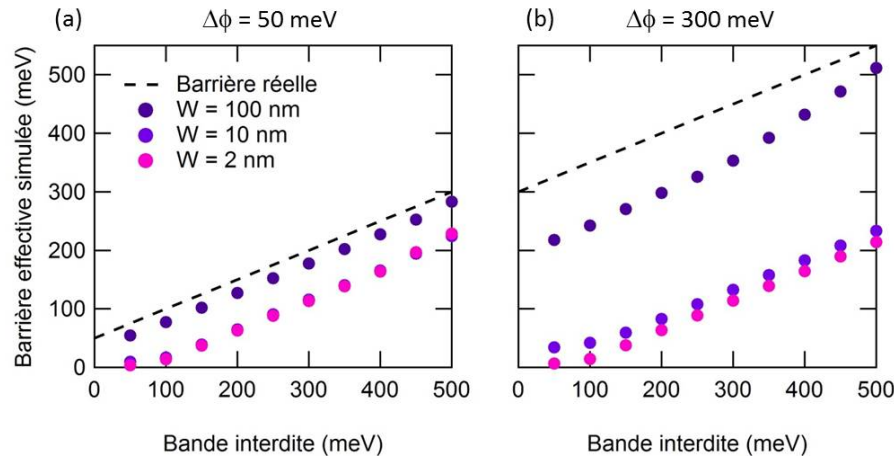 (a)
Δϕ = 50 meV
(b)
Δϕ = 300 meV
Barrière effective simulée (meV)
500
400
300
200
100
0
Barrière réelle
W = 100 nm
W = 10 nm
W = 2 nm
0 100 200 300 400 500
0 100 200 300 400 500
Bande interdite (meV)
Bande interdite (meV)